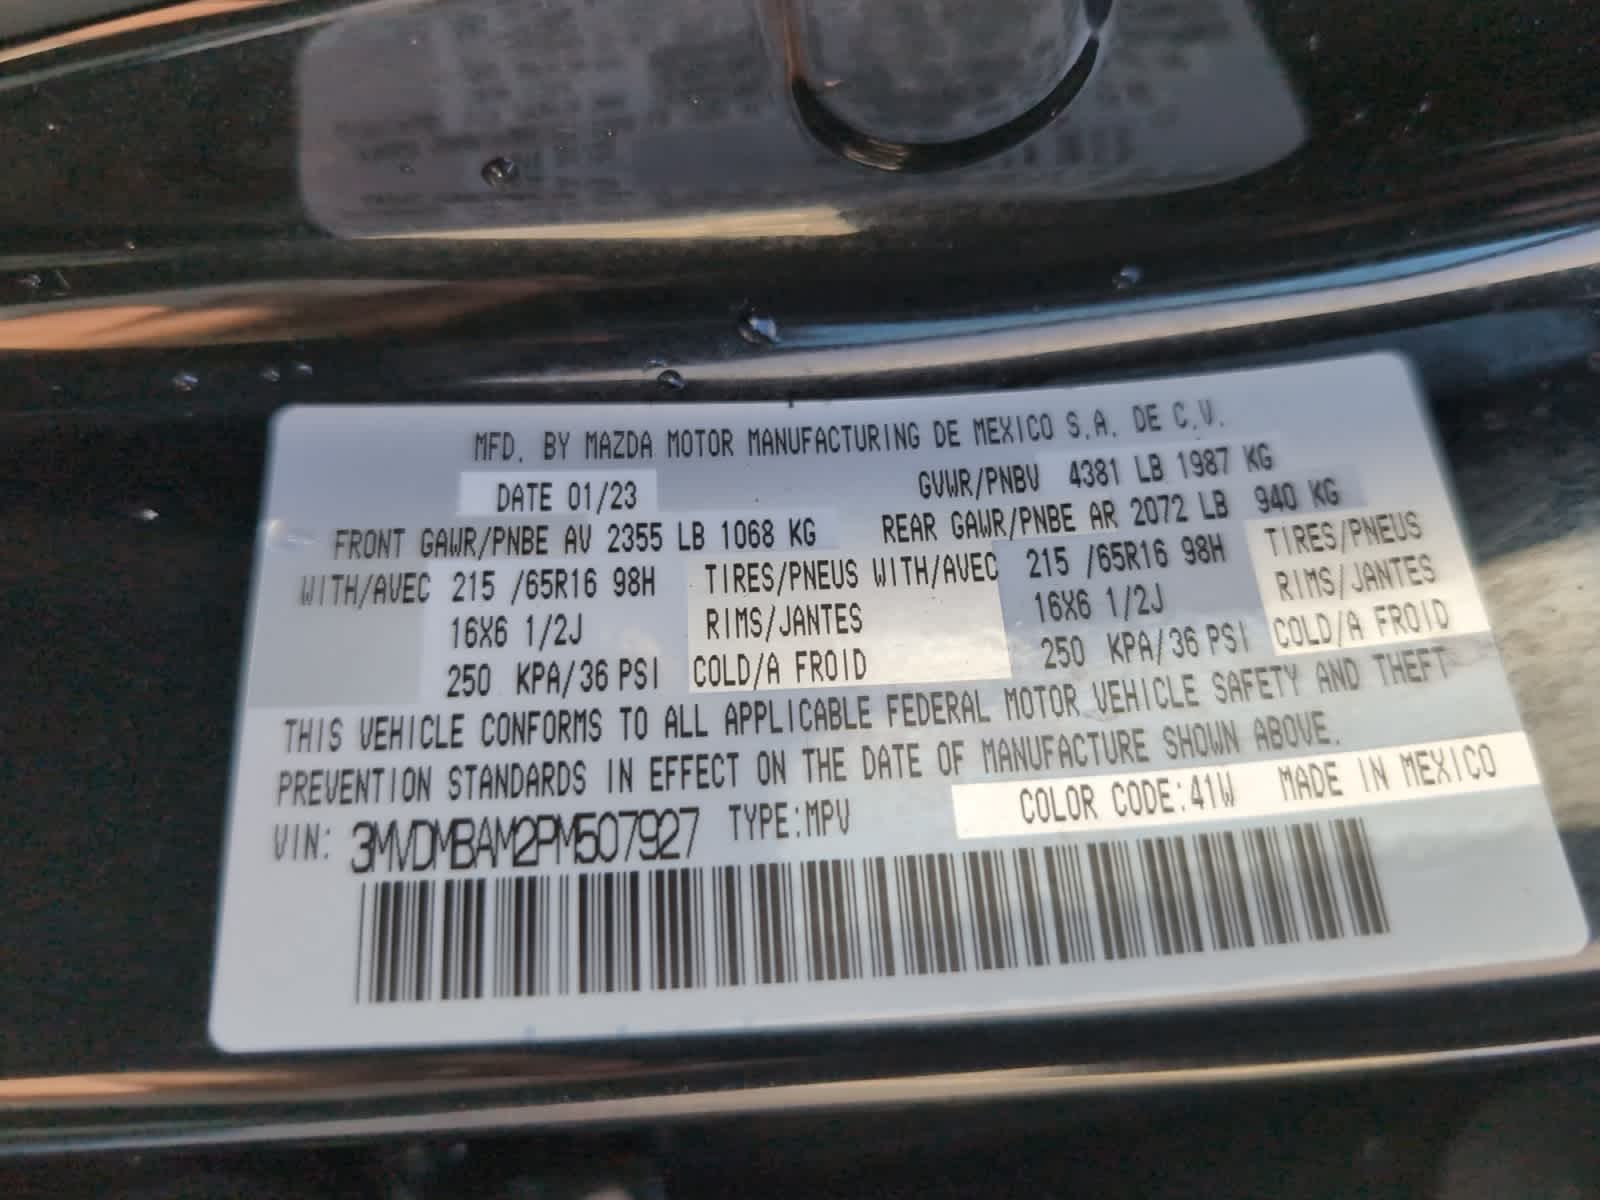 MFD. BY MAZDA MOTOR MANUFACTURING DE MEXICO S.A. DE C.V.
DATE 01/23 GVWR/PNBV 4381 LB 1987 KG
FRONT GAWR/PNBE AV 2355 LB 1068 KG REAR GAWR/PNBE AR 2072 LB 940 KG
WITH/AVEC 215 /65R16 98H TIRES/PNEUS WITH/AVEC 215 /65R16 98H TIRES/PNEUS
16X6 1/2J RIMS/JANTES 16X6 1/2J RIMS/JANTES
250 KPA/36 PSI COLD/A FROID 250 KPA/36 PSI COLD/A FROID
THIS VEHICLE CONFORMS TO ALL APPLICABLE FEDERAL MOTOR VEHICLE SAFETY AND THEFT
PREVENTION STANDARDS IN EFFECT ON THE DATE OF MANUFACTURE SHOWN ABOVE.
VIN: 3MVDMBAM2PM507927 TYPE:MPV COLOR CODE:41W MADE IN MEXICO